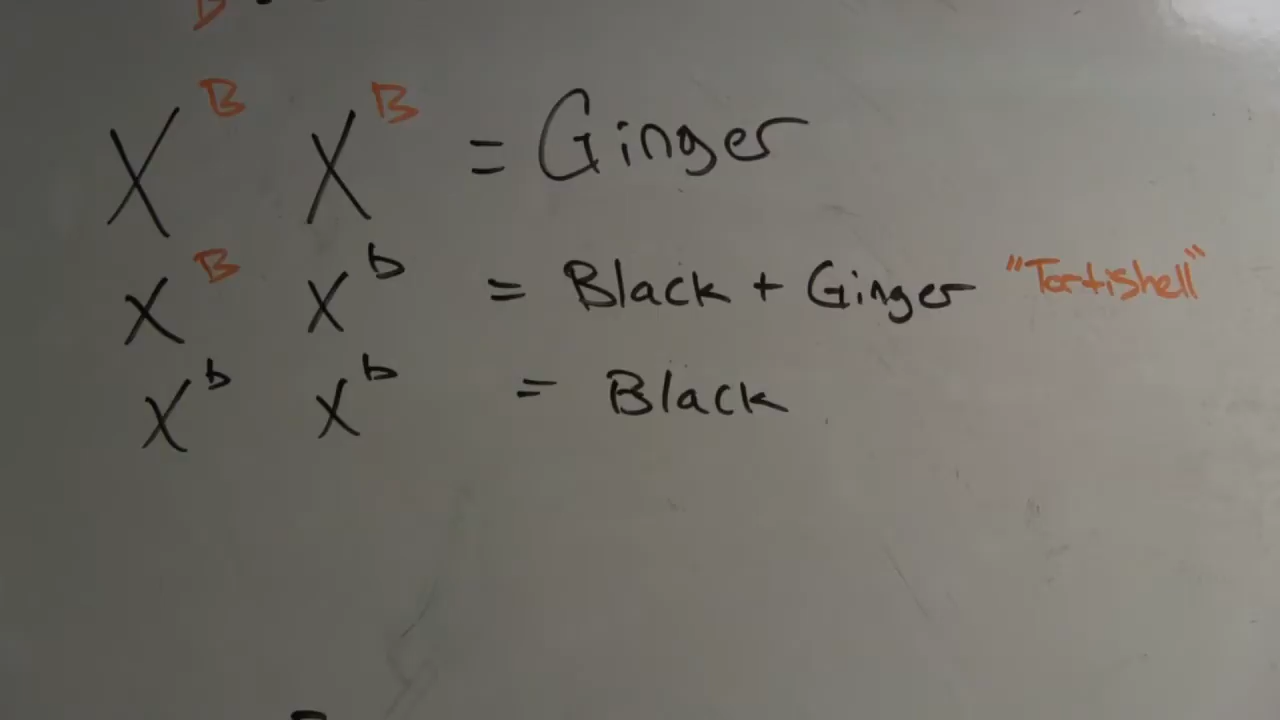 X^B X^B = Ginger
X^B X^b = Black + Ginger "Tortishell"
X^b X^b = Black